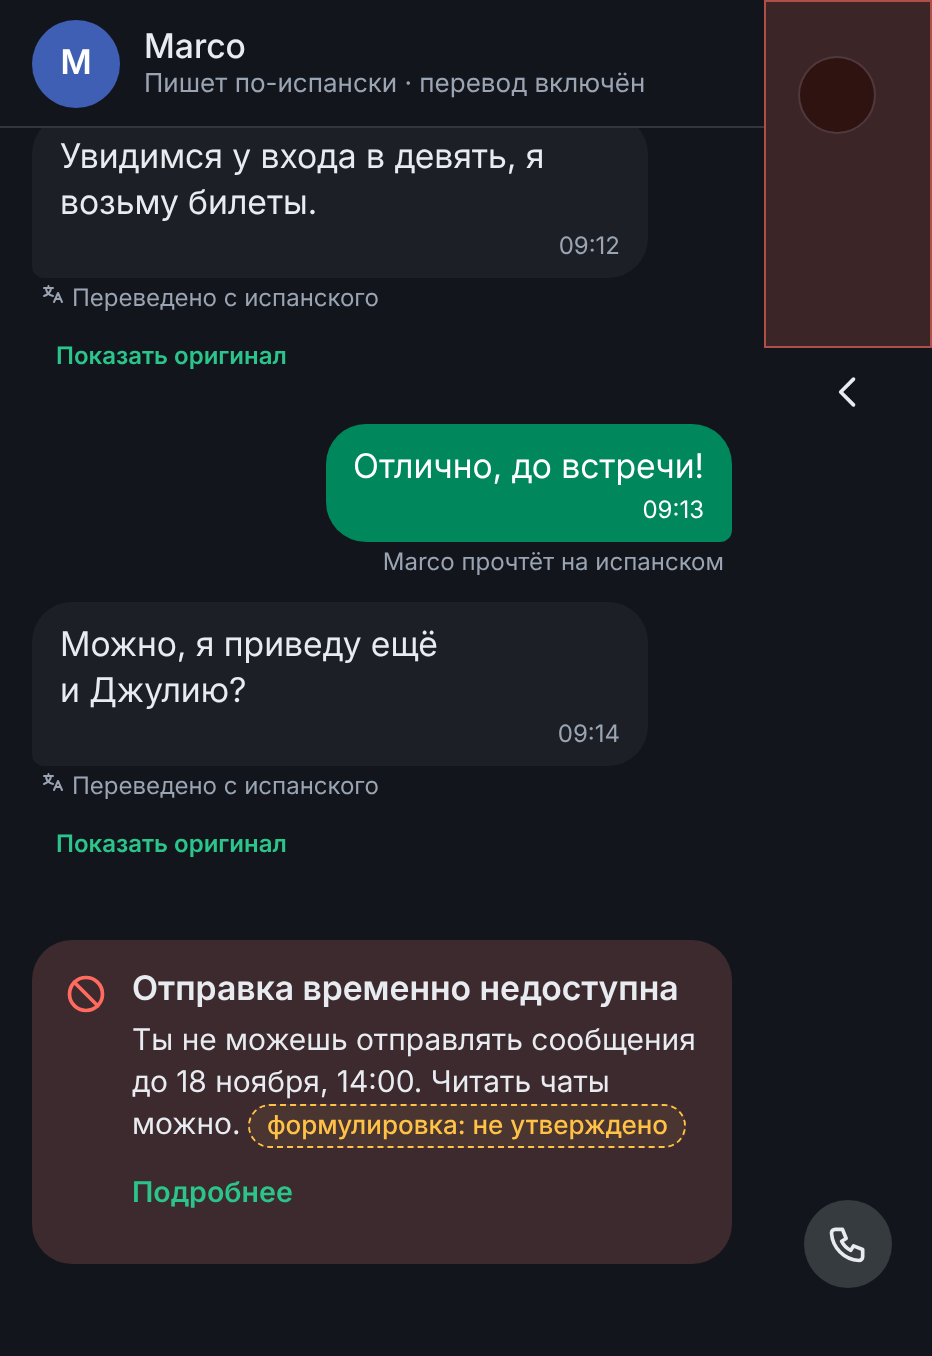 M
Marco
Пишет по-испански · перевод включён
Увидимся у входа в девять, я
возьму билеты.
09:12
Переведено с испанского
Показать оригинал
Отлично, до встречи!
09:13
Marco прочтёт на испанском
Можно, я приведу ещё
и Джулию?
09:14
Переведено с испанского
Показать оригинал
Отправка временно недоступна
Ты не можешь отправлять сообщения
до 18 ноября, 14:00. Читать чаты
можно. формулировка: не утверждено
Подробнее